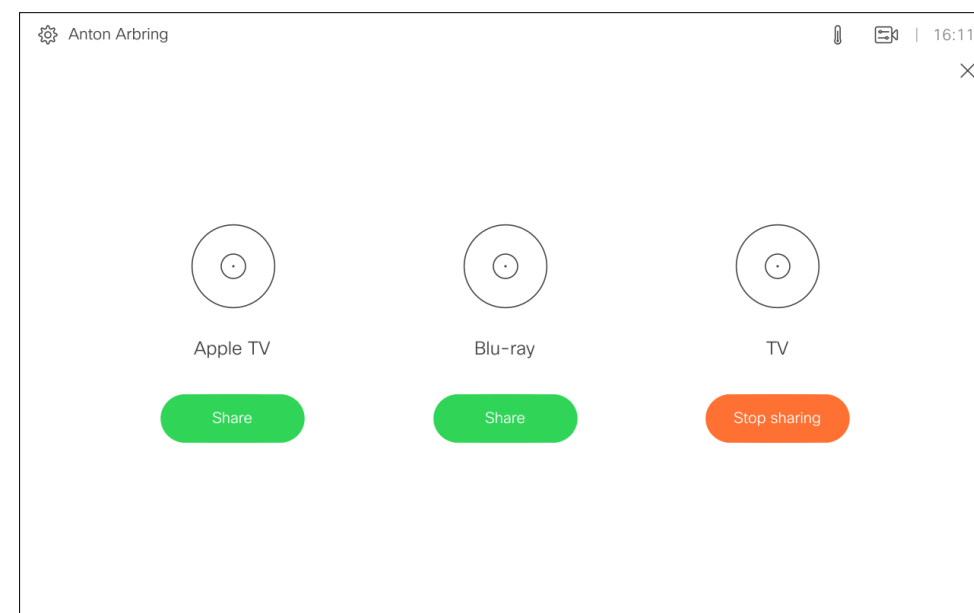 Anton Arbring | 16:11
Apple TV Blu-ray TV
Share Share Stop sharing